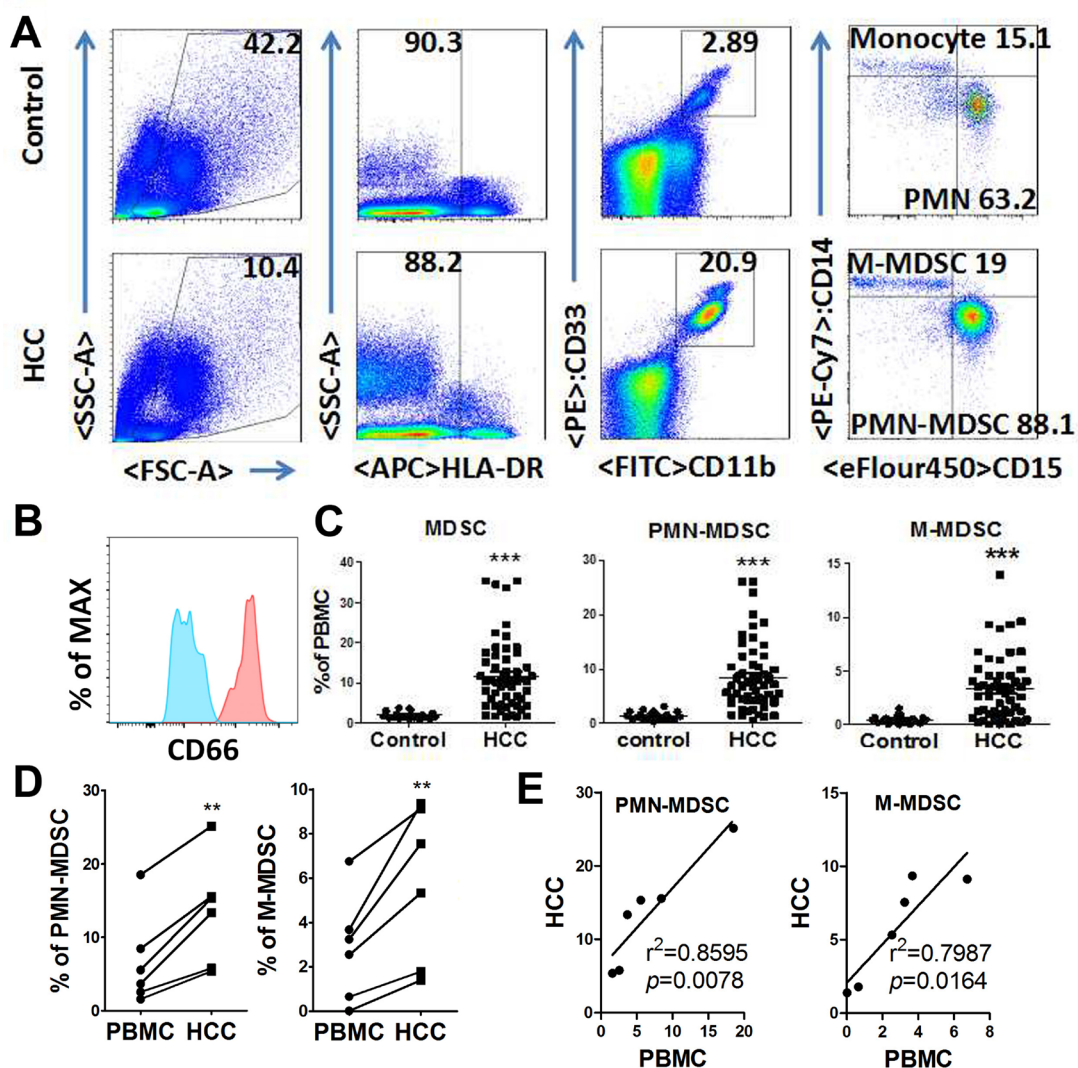 A
Control
<SSC-A>
42.2
<SSC-A>
90.3
<PE>:CD33
2.89
<PE-Cy7>:CD14
Monocyte 15.1
PMN 63.2
HCC
10.4
88.2
20.9
M-MDSC 19
PMN-MDSC 88.1
<FSC-A>
<APC>HLA-DR
<FITC>CD11b
<eFlour450>CD15
B
% of MAX
CD66
C
MDSC
***
%of PBMC
40
30
20
10
0
Control HCC
PMN-MDSC
***
30
20
10
0
control HCC
M-MDSC
***
15
10
5
0
Control HCC
D
% of PMN-MDSC
30
20
10
0
**
PBMC HCC
% of M-MDSC
10
8
6
4
2
0
**
PBMC HCC
E
HCC
30
20
10
0
PMN-MDSC
r2=0.8595
p=0.0078
0 5 10 15 20
PBMC
HCC
15
10
5
0
M-MDSC
r2=0.7987
p=0.0164
0 2 4 6 8
PBMC